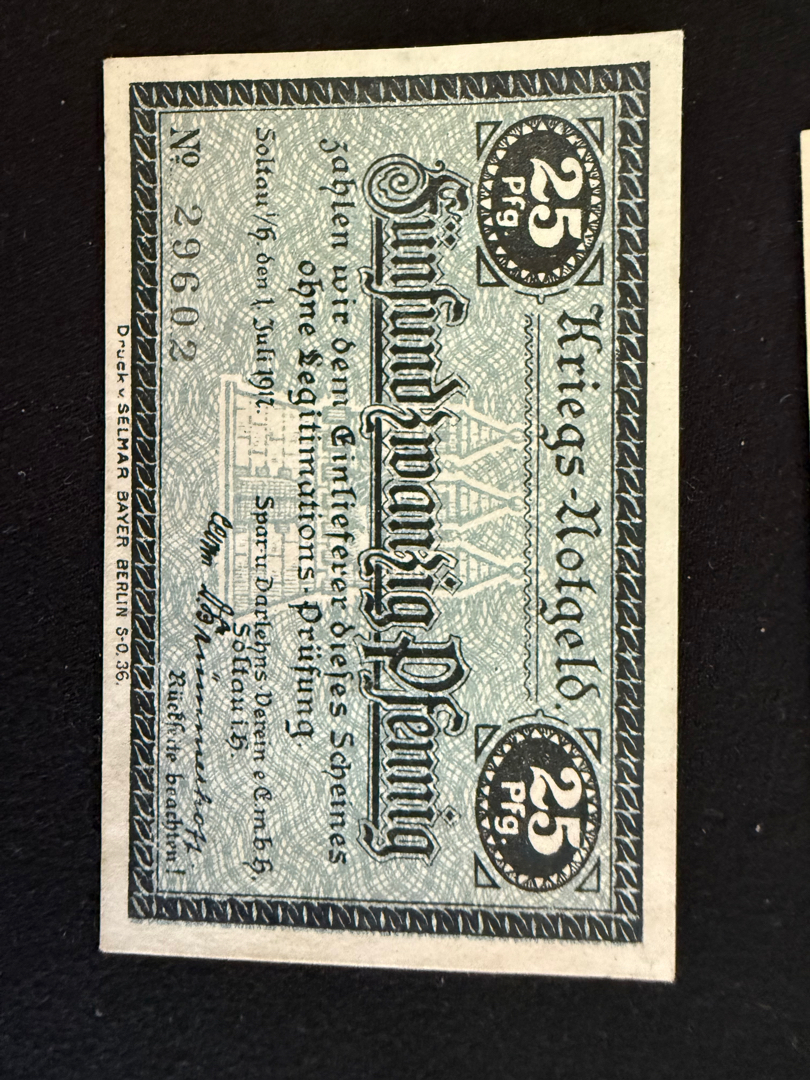 Kriegs-Notgeld.
25 Pfg.
25 Pfg.
Fünfundzwanzig Pfennig
zahlen wir dem Einlieferer dieses Scheines
ohne Legitimations-Prüfung.
Soltau i/H. den 1. Juli 1917.
Spar u Darlehns Verein e G m b H,
Soltau i H.
No 29602
Rückseite beachten!
Druck v. SELMAR BAYER BERLIN S-O. 36.